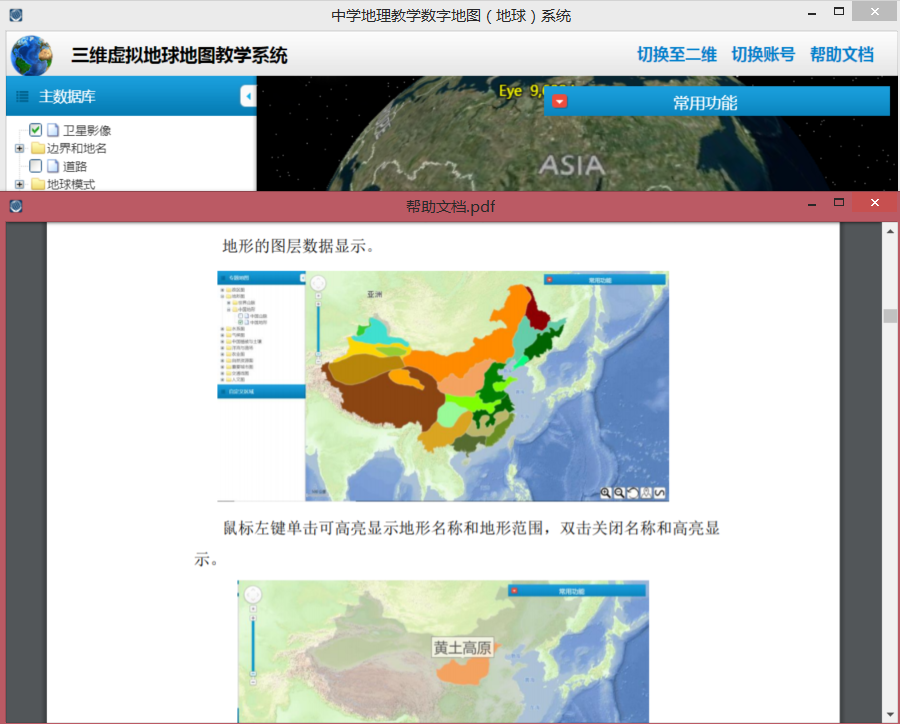 中学地理教学数字地图（地球）系统
三维虚拟地球地图教学系统
切换至二维 切换账号 帮助文档
主数据库
Eye 9,
常用功能
卫星影像
边界和地名
道路
地球模式
ASIA
帮助文档.pdf
地形的图层数据显示。
常用功能
亚洲
自定义区域
鼠标左键单击可高亮显示地形名称和地形范围，双击关闭名称和高亮显
示。
常用功能
黄土高原